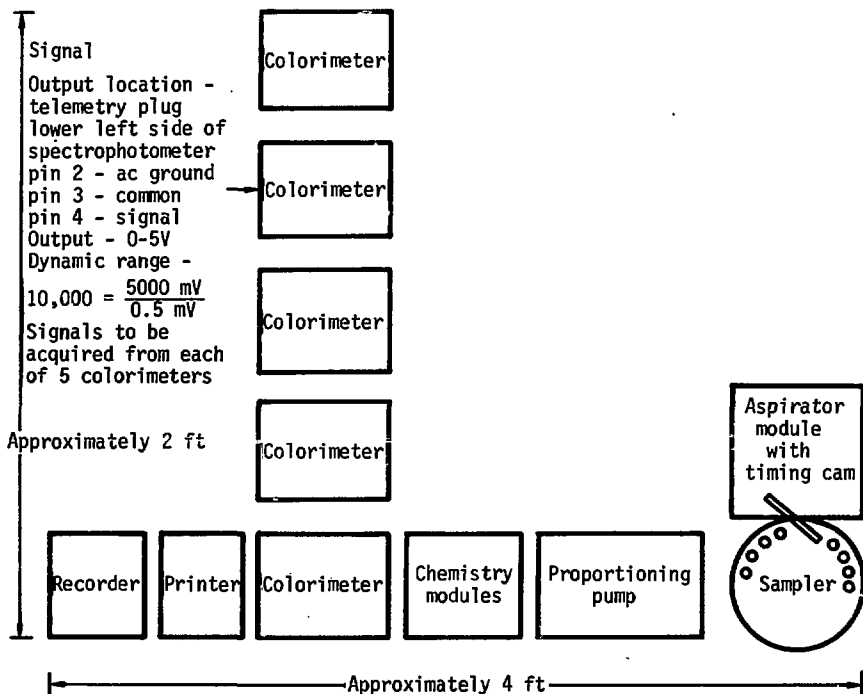 Signal
Output location -
telemetry plug
lower left side of
spectrophotometer
pin 2 - ac ground
pin 3 - common
pin 4 - signal
Output - 0-5V
Dynamic range -
10,000 = 5000 mV / 0.5 mV
Signals to be
acquired from each
of 5 colorimeters
Approximately 2 ft
Colorimeter
Colorimeter
Colorimeter
Colorimeter
Aspirator
module
with
timing cam
Recorder
Printer
Colorimeter
Chemistry
modules
Proportioning
pump
Sampler
Approximately 4 ft